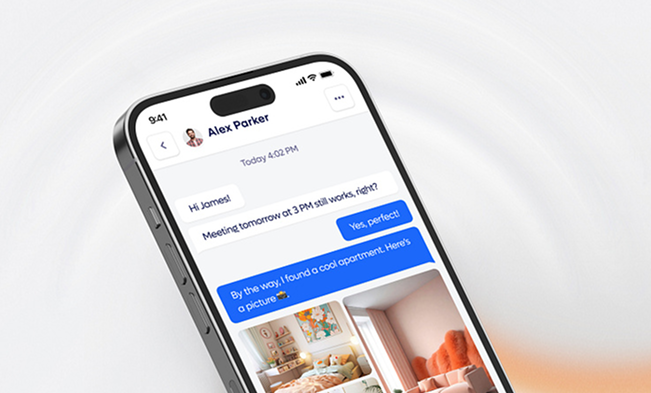 9:41
Alex Parker
Today 4:02 PM
Hi James!
Meeting tomorrow at 3 PM still works, right?
Yes, perfect!
By the way, I found a cool apartment. Here's
a picture